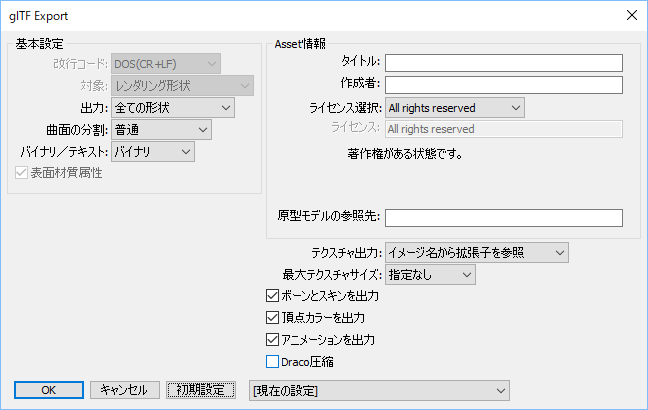 glTF Export
基本設定
改行コード: DOS(CR+LF)
対象: レンダリング形状
出力: 全ての形状
曲面の分割: 普通
バイナリ／テキスト: バイナリ
表面材質属性
Asset情報
タイトル:
作成者:
ライセンス選択: All rights reserved
ライセンス: All rights reserved
著作権がある状態です。
原型モデルの参照先:
テクスチャ出力: イメージ名から拡張子を参照
最大テクスチャサイズ: 指定なし
ボーンとスキンを出力
頂点カラーを出力
アニメーションを出力
Draco圧縮
OK キャンセル 初期設定 [現在の設定]